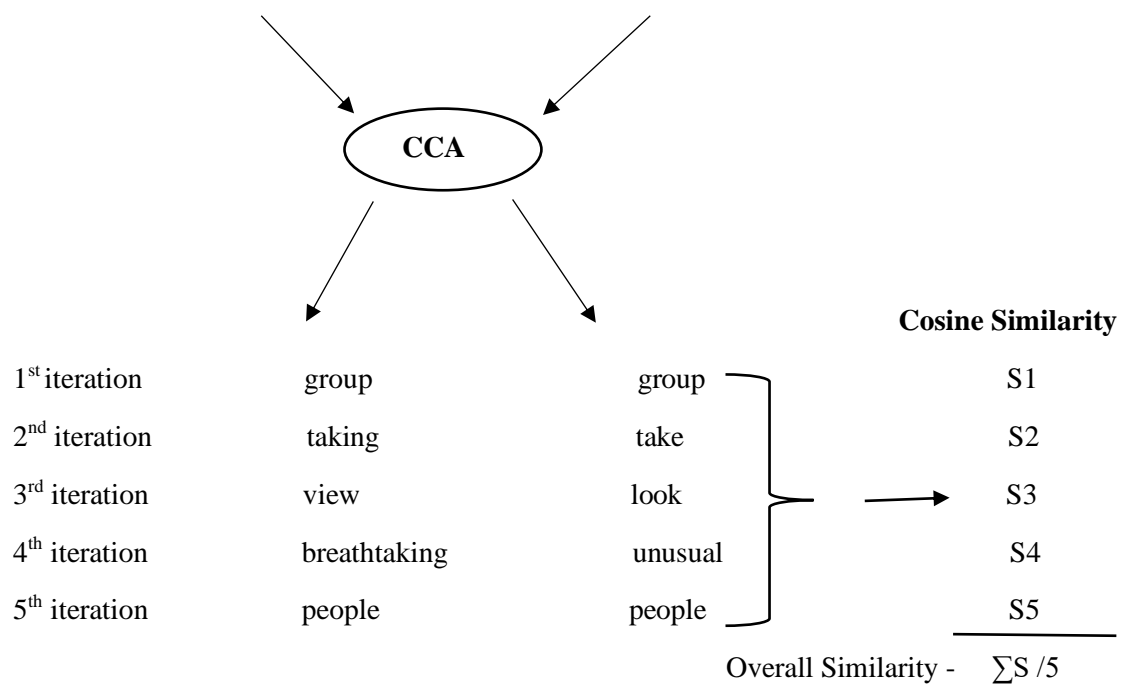 CCA
Cosine Similarity
1st iteration group group S1
2nd iteration taking take S2
3rd iteration view look S3
4th iteration breathtaking unusual S4
5th iteration people people S5
Overall Similarity - ∑S /5